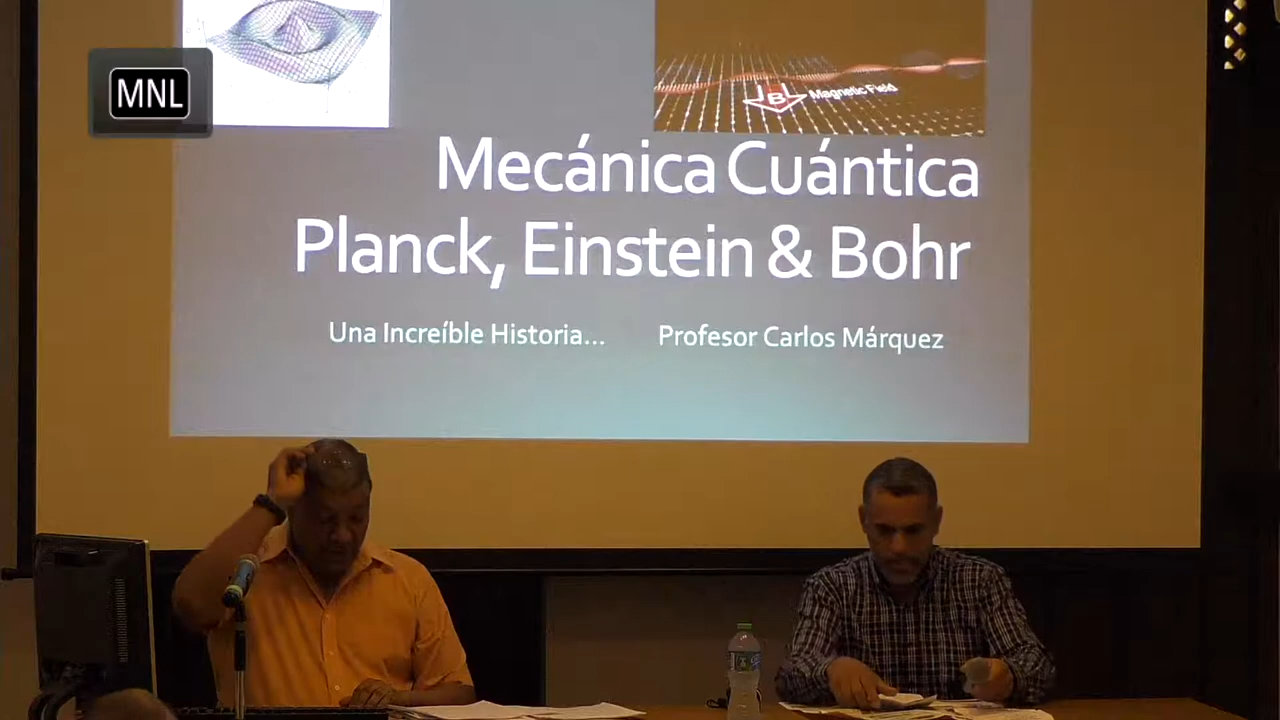 MNL
B Magnetic Field
Mecánica Cuántica
Planck, Einstein & Bohr
Una Increíble Historia... Profesor Carlos Márquez